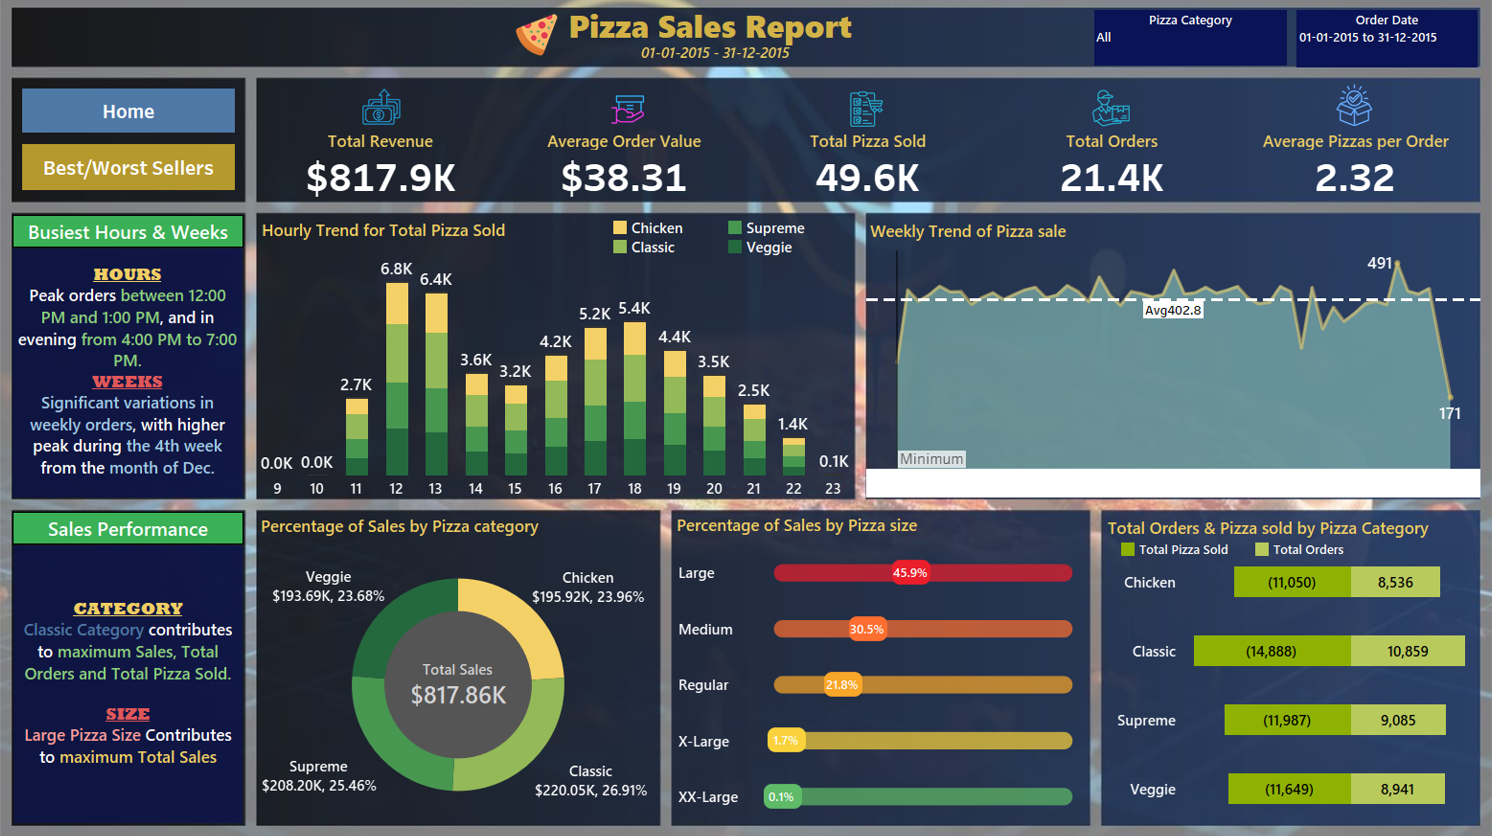 Pizza Sales Report
01-01-2015 - 31-12-2015
Pizza Category
All
Order Date
01-01-2015 to 31-12-2015
Home
Best/Worst Sellers
Total Revenue
$817.9K
Average Order Value
$38.31
Total Pizza Sold
49.6K
Total Orders
21.4K
Average Pizzas per Order
2.32
Busiest Hours & Weeks
HOURS
Peak orders between 12:00
PM and 1:00 PM, and in
evening from 4:00 PM to 7:00
PM.
WEEKS
Significant variations in
weekly orders, with higher
peak during the 4th week
from the month of Dec.
Hourly Trend for Total Pizza Sold
Chicken
Supreme
Classic
Veggie
0.0K
0.0K
2.7K
6.8K
6.4K
3.6K
3.2K
4.2K
5.2K
5.4K
4.4K
3.5K
2.5K
1.4K
0.1K
9 10 11 12 13 14 15 16 17 18 19 20 21 22 23
Weekly Trend of Pizza sale
491
Avg402.8
171
Minimum
Sales Performance
CATEGORY
Classic Category contributes
to maximum Sales, Total
Orders and Total Pizza Sold.
SIZE
Large Pizza Size Contributes
to maximum Total Sales
Percentage of Sales by Pizza category
Veggie
$193.69K, 23.68%
Chicken
$195.92K, 23.96%
Total Sales
$817.86K
Supreme
$208.20K, 25.46%
Classic
$220.05K, 26.91%
Percentage of Sales by Pizza size
Large 45.9%
Medium 30.5%
Regular 21.8%
X-Large 1.7%
XX-Large 0.1%
Total Orders & Pizza sold by Pizza Category
Total Pizza Sold
Total Orders
Chicken (11,050) 8,536
Classic (14,888) 10,859
Supreme (11,987) 9,085
Veggie (11,649) 8,941